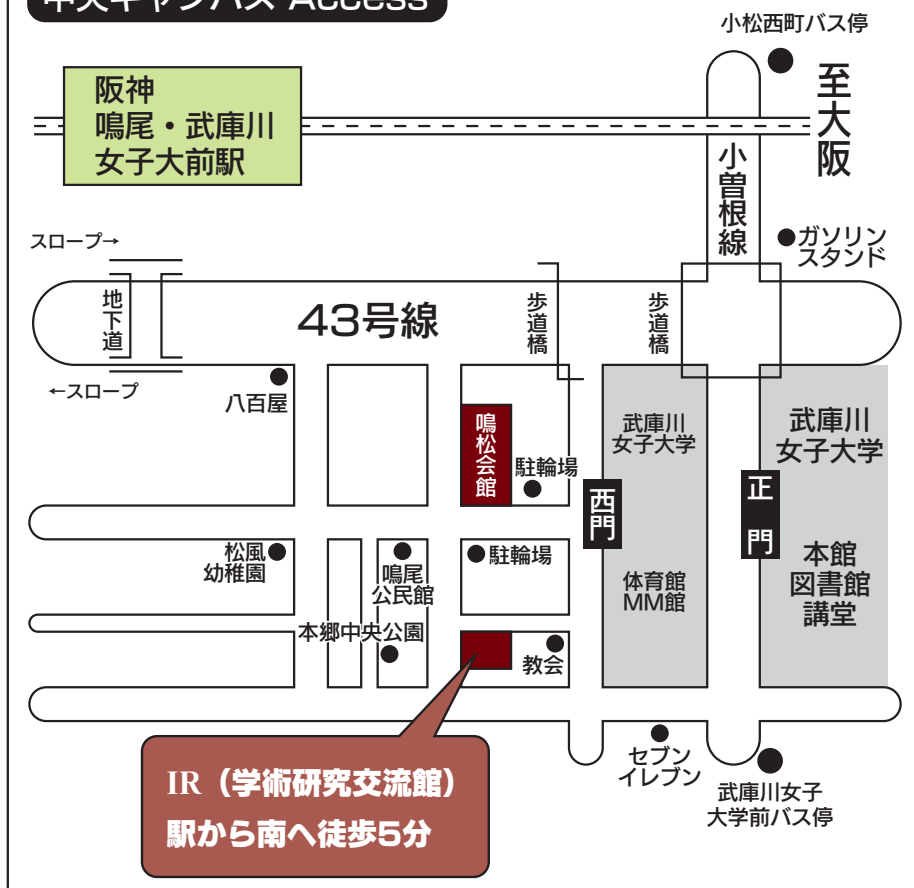 中央キャンパス Access
小松西町バス停
阪神
鳴尾・武庫川
女子大前駅
至大阪
小曽根線
スロープ→
ガソリン
スタンド
地下道
43号線
歩道橋
歩道橋
←スロープ
八百屋
鳴松会館
駐輪場
武庫川
女子大学
武庫川
女子大学
西門
正門
松風
幼稚園
鳴尾
公民館
駐輪場
体育館
MM館
本館
図書館
講堂
本郷中央公園
教会
セブン
イレブン
武庫川女子
大学前バス停
IR（学術研究交流館）
駅から南へ徒歩5分